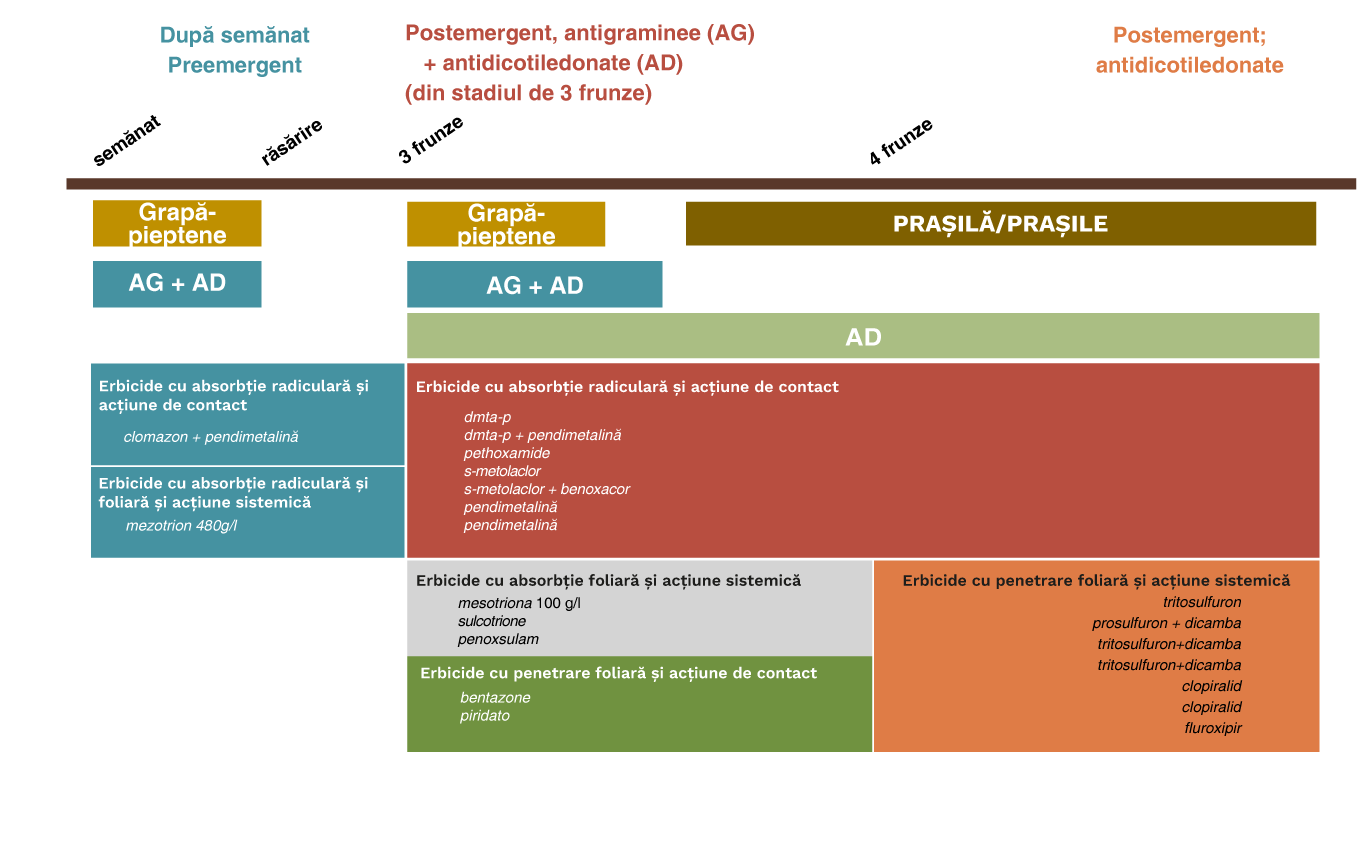 După semănat
Preemergent
Postemergent, antigraminee (AG)
+ antidicotiledonate (AD)
(din stadiul de 3 frunze)
Postemergent;
antidicotiledonate
semănat
răsărire
3 frunze
4 frunze
Grapă-
pieptene
Grapă-
pieptene
PRAȘILĂ/PRAȘILE
AG + AD
AG + AD
AD
Erbicide cu absorbție radiculară și
acțiune de contact
clomazon + pendimetalină
Erbicide cu absorbție radiculară și
foliară și acțiune sistemică
mezotrion 480g/l
Erbicide cu absorbție radiculară și acțiune de contact
dmta-p
dmta-p + pendimetalină
pethoxamide
s-metolaclor
s-metolaclor + benoxacor
pendimetalină
pendimetalină
Erbicide cu absorbție foliară și acțiune sistemică
mesotriona 100 g/l
sulcotrione
penoxsulam
Erbicide cu penetrare foliară și acțiune de contact
bentazone
piridato
Erbicide cu penetrare foliară și acțiune sistemică
tritosulfuron
prosulfuron + dicamba
tritosulfuron+dicamba
tritosulfuron+dicamba
clopiralid
clopiralid
fluroxipir